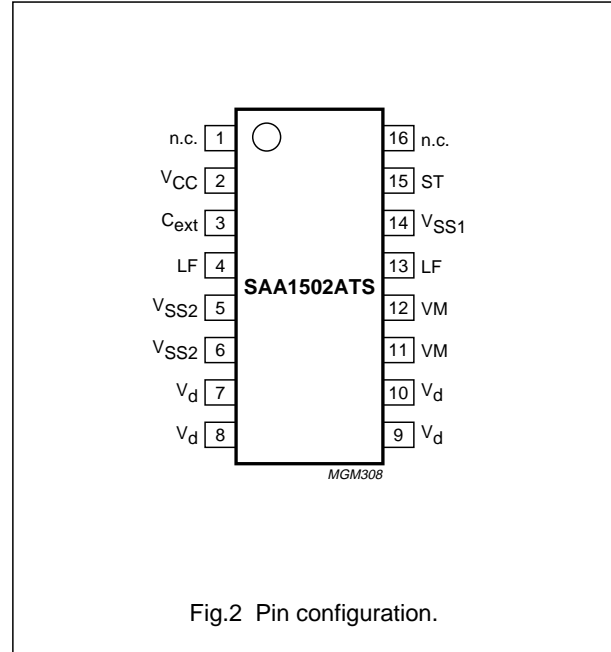 n.c. 1 16 n.c.
VCC 2 15 ST
Cext 3 14 VSS1
LF 4 13 LF
SAA1502ATS
VSS2 5 12 VM
VSS2 6 11 VM
Vd 7 10 Vd
Vd 8 9 Vd
MGM308
Fig.2 Pin configuration.